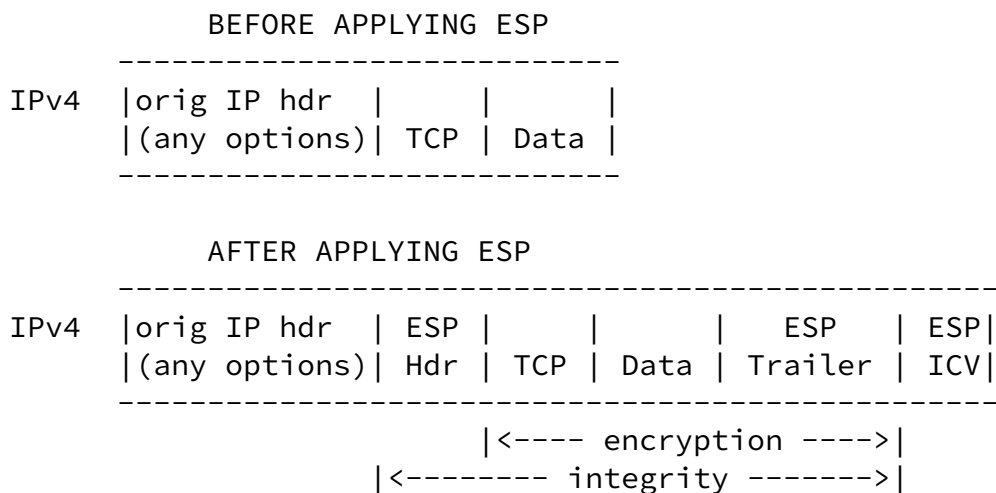 BEFORE APPLYING ESP
       ----------------------------
IPv4   |orig IP hdr  |     |      |
       |(any options)| TCP | Data |
       ----------------------------
            AFTER APPLYING ESP
       -------------------------------------------------
IPv4   |orig IP hdr  | ESP |     |      |   ESP   | ESP|
       |(any options)| Hdr | TCP | Data | Trailer | ICV|
       -------------------------------------------------
                           |<---- encryption ---->|
                     |<-------- integrity ------->|